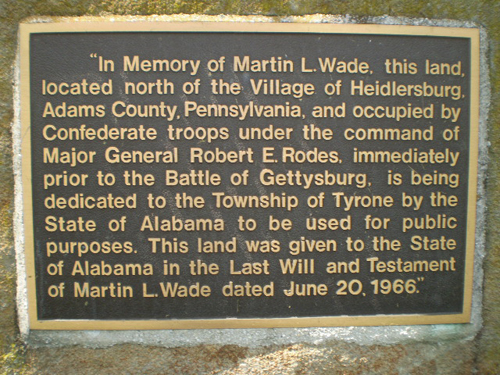 "In Memory of Martin L. Wade, this land,
located north of the Village of Heidlersburg,
Adams County, Pennsylvania, and occupied by
Confederate troops under the command of
Major General Robert E. Rodes, immediately
prior to the Battle of Gettysburg, is being
dedicated to the Township of Tyrone by the
State of Alabama to be used for public
purposes. This land was given to the State
of Alabama in the Last Will and Testament
of Martin L. Wade dated June 20, 1966."